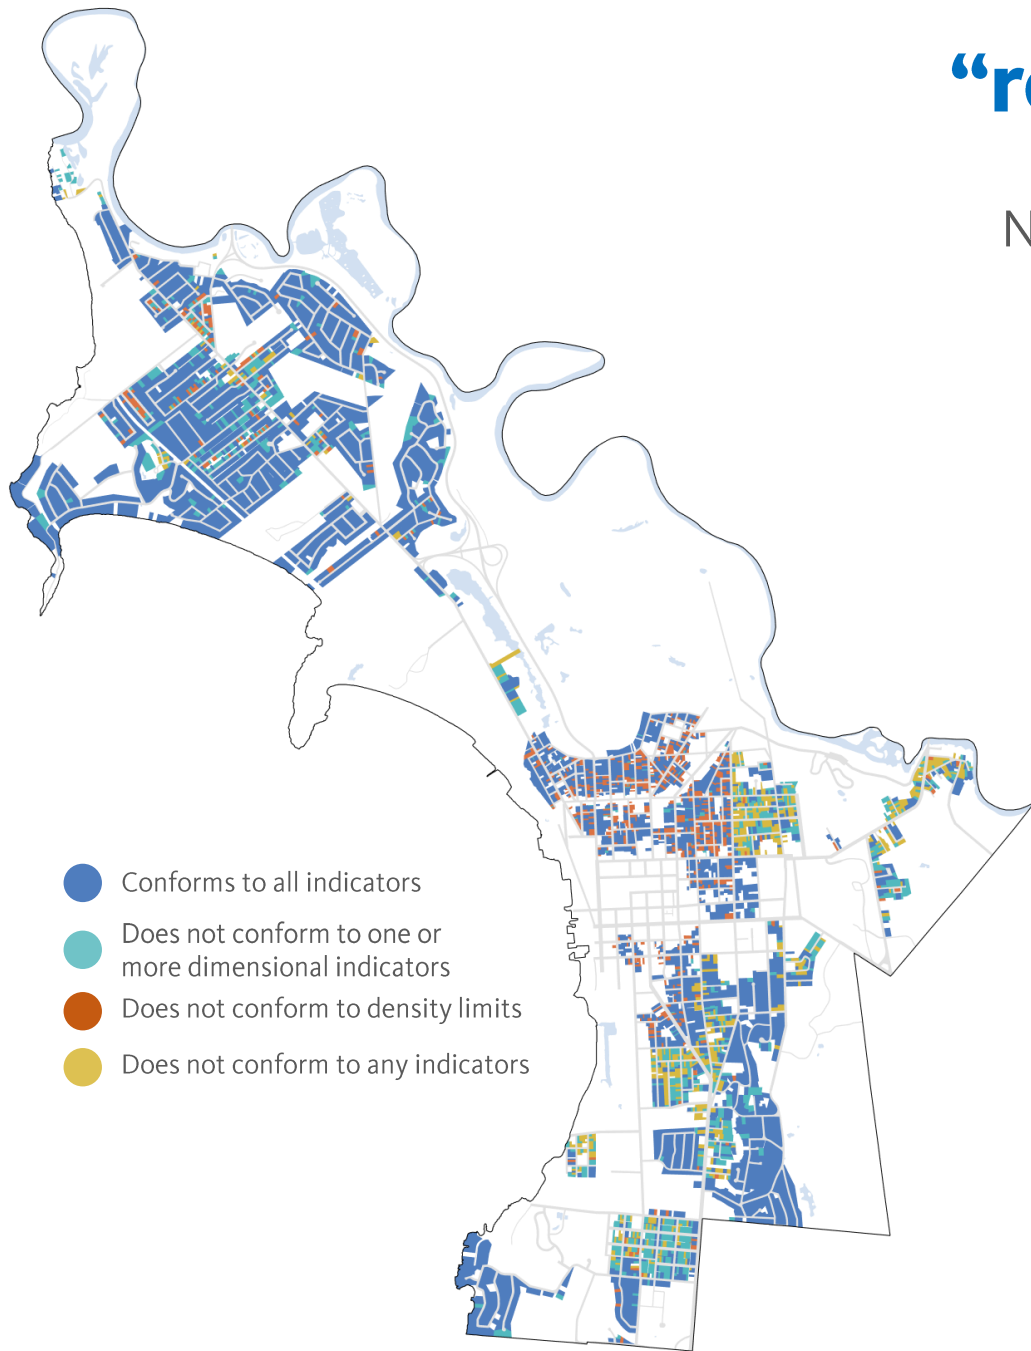 Conforms to all indicators
Does not conform to one or
more dimensional indicators
Does not conform to density limits
Does not conform to any indicators